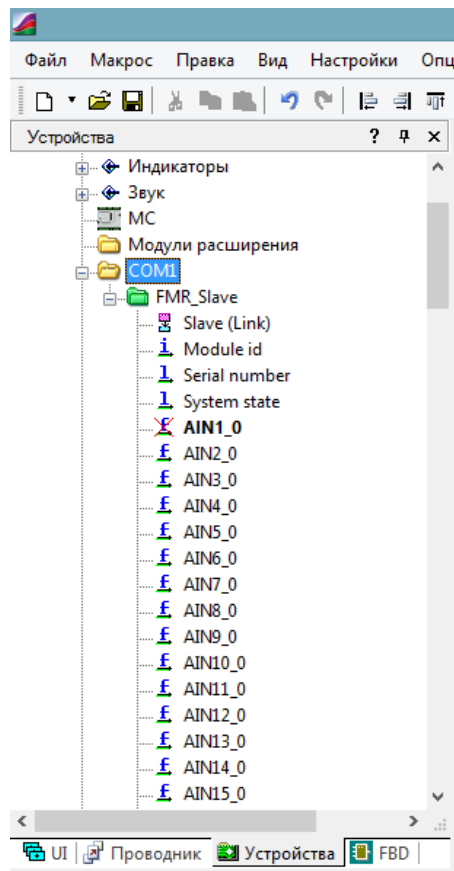 Файл Макрос Правка Вид Настройки Опц
Устройства ?
Индикаторы
Звук
MC
Модули расширения
COM1
FMR_Slave
Slave (Link)
Module id
Serial number
System state
AIN1_0
AIN2_0
AIN3_0
AIN4_0
AIN5_0
AIN6_0
AIN7_0
AIN8_0
AIN9_0
AIN10_0
AIN11_0
AIN12_0
AIN13_0
AIN14_0
AIN15_0
UI Проводник Устройства FBD